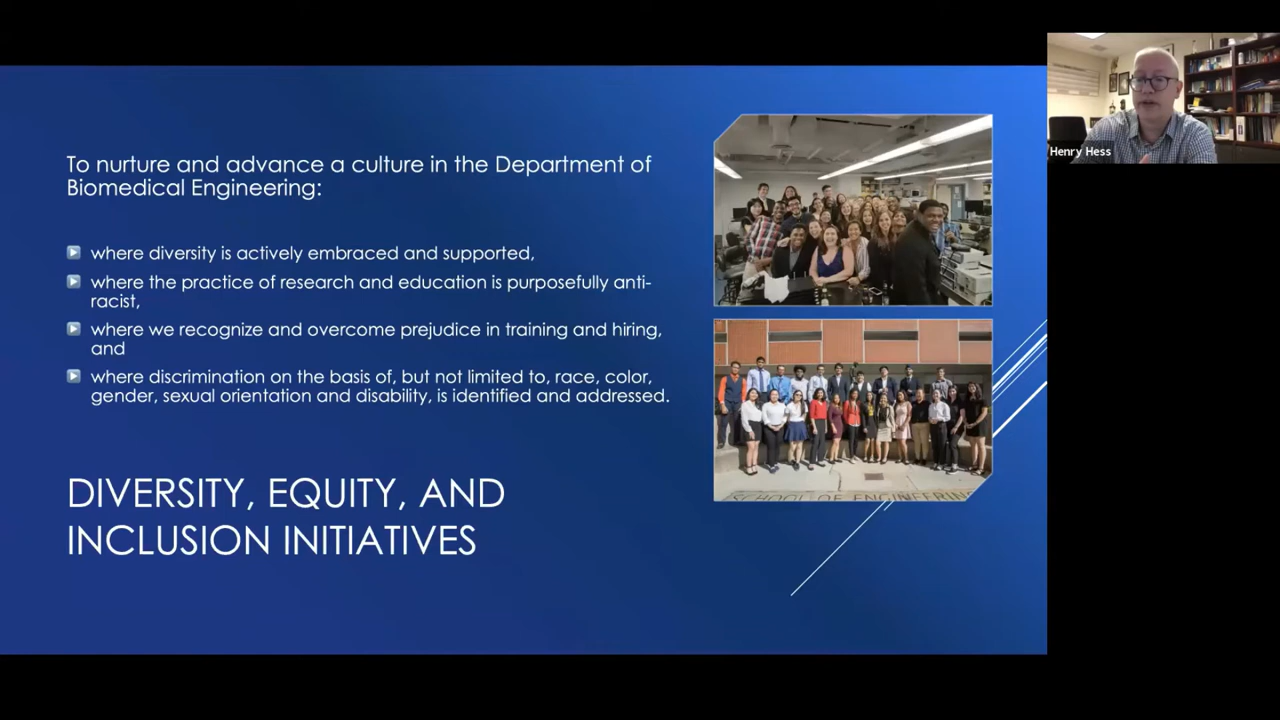 To nurture and advance a culture in the Department of
Biomedical Engineering:
where diversity is actively embraced and supported,
where the practice of research and education is purposefully anti-
racist,
where we recognize and overcome prejudice in training and hiring,
and
where discrimination on the basis of, but not limited to, race, color,
gender, sexual orientation and disability, is identified and addressed.
DIVERSITY, EQUITY, AND
INCLUSION INITIATIVES
SCHOOL OF ENGINEERING
Henry Hess